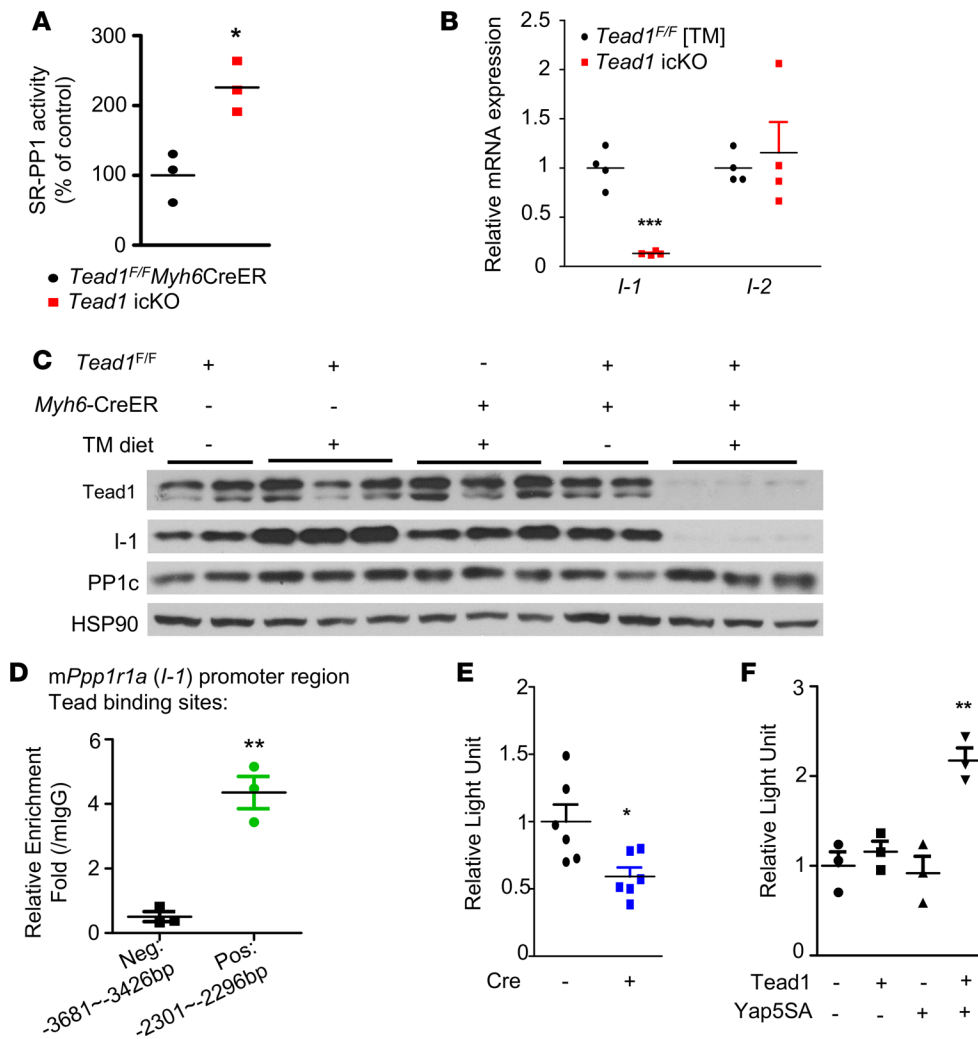 A
SR-PP1 activity
(% of control)
300
200
100
0
*
Tead1F/FMyh6CreER
Tead1 icKO
B
Relative mRNA expression
2.5
2
1.5
1
0.5
0
Tead1F/F [TM]
Tead1 icKO
***
I-1
I-2
C
Tead1F/F + + - + +
Myh6-CreER - - + + +
TM diet - + + - +
Tead1
I-1
PP1c
HSP90
D
mPpp1r1a (I-1) promoter region
Tead binding sites:
Relative Enrichment
Fold (/mIgG)
6
4
2
0
**
Neg:
-3681~-3426bp
Pos:
-2301~-2296bp
E
Relative Light Unit
2
1.5
1
0.5
0
*
Cre - +
F
Relative Light Unit
3
2
1
0
**
Tead1 - + - +
Yap5SA - - + +